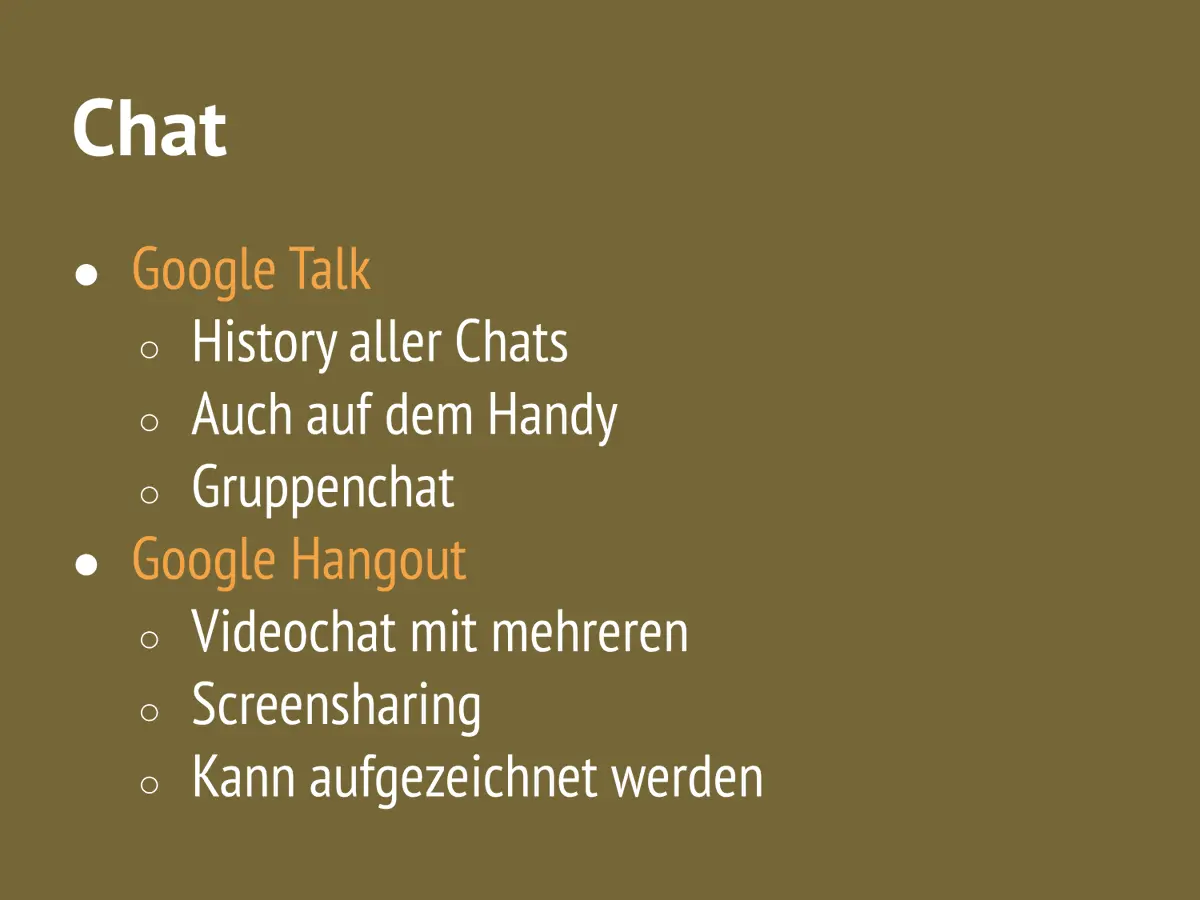 Chat
● Google Talk
○ History aller Chats
○ Auch auf dem Handy
○ Gruppenchat
● Google Hangout
○ Videochat mit mehreren
○ Screensharing
○ Kann aufgezeichnet werden